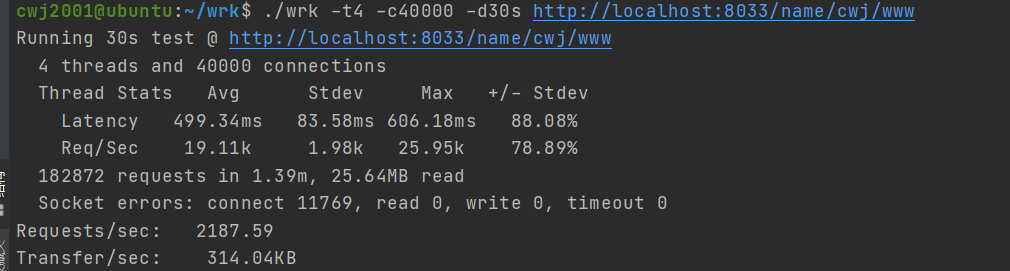 cwj2001@ubuntu:~/wrk$ ./wrk -t4 -c40000 -d30s http://localhost:8033/name/cwj/www
Running 30s test @ http://localhost:8033/name/cwj/www
  4 threads and 40000 connections
  Thread Stats   Avg      Stdev     Max   +/- Stdev
    Latency   499.34ms   83.58ms 606.18ms   88.08%
    Req/Sec    19.11k     1.98k    25.95k    78.89%
  182872 requests in 1.39m, 25.64MB read
  Socket errors: connect 11769, read 0, write 0, timeout 0
Requests/sec:   2187.59
Transfer/sec:    314.04KB